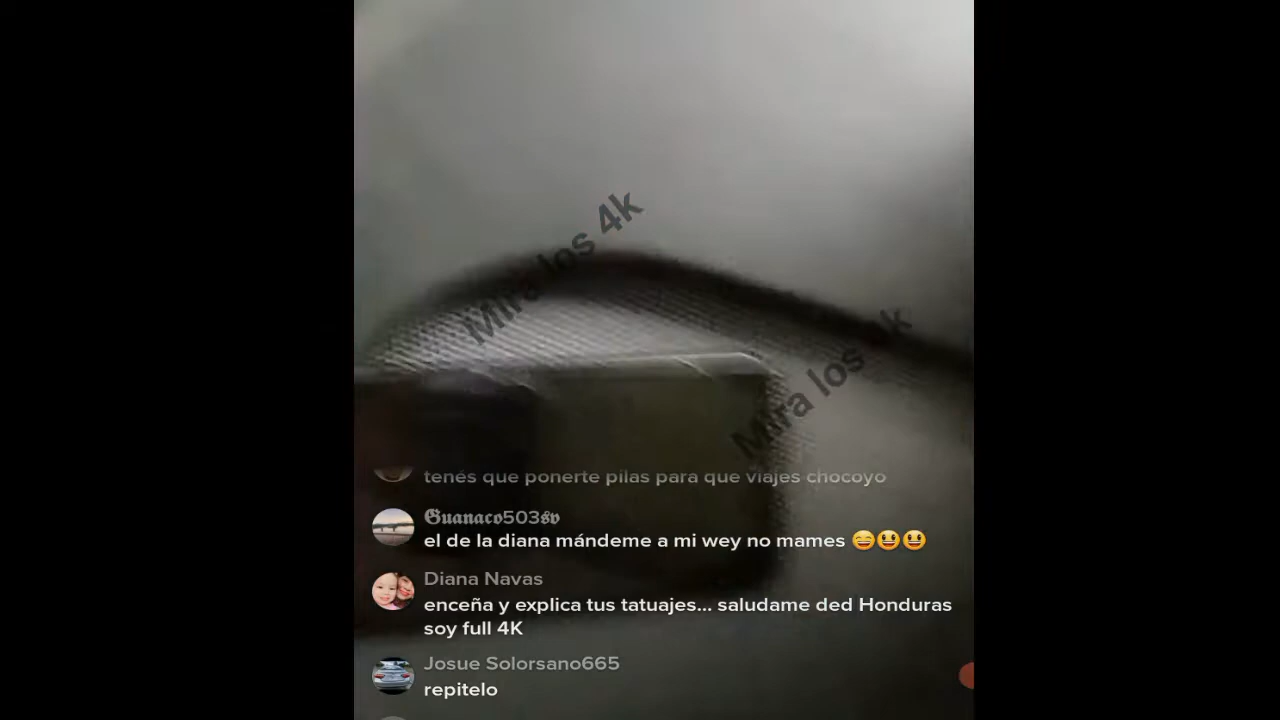 Mira los 4k
Mira los 4k
tenés que ponerte pilas para que viajes chocoyo
Guanaco503sv
el de la diana mándeme a mi wey no mames 😄😃😃
Diana Navas
enceña y explica tus tatuajes... saludame ded Honduras
soy full 4K
Josue Solorsano665
repitelo